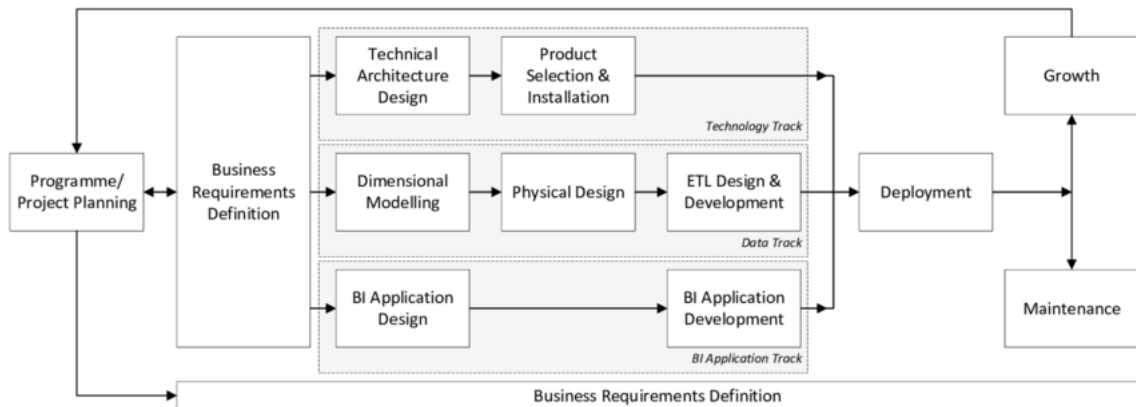 Programme/
Project Planning
Business
Requirements
Definition
Technical
Architecture
Design
Product
Selection &
Installation
Technology Track
Dimensional
Modelling
Physical Design
ETL Design &
Development
Data Track
BI Application
Design
BI Application
Development
BI Application Track
Deployment
Growth
Maintenance
Business Requirements Definition